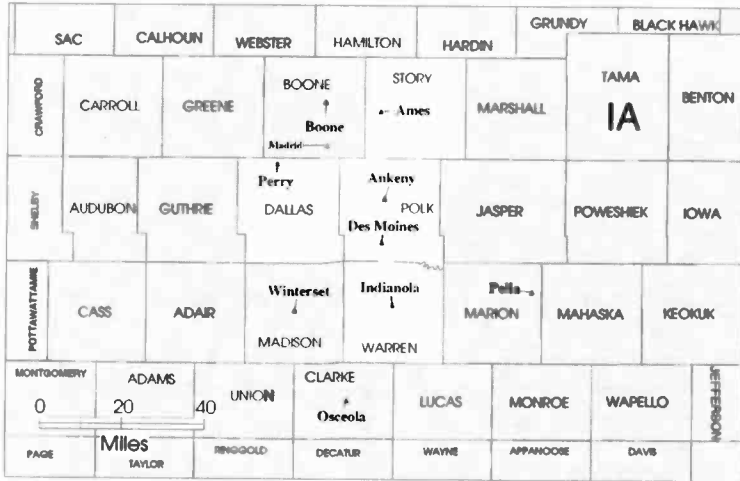 SAC CALHOUN WEBSTER HAMILTON HARDIN GRUNDY BLACK HAWK
CRAWFORD CARROLL GREENE BOONE STORY MARSHALL TAMA BENTON
IA
Boone Ames
Madrid
SHELBY AUDUBON GUTHRIE Perry DALLAS Ankeny POLK JASPER POWESHIEK IOWA
Des Moines
POTTAWATTAMIE CASS ADAIR Winterset Indianola Pella MARION MAHASKA KEOKUK
MADISON WARREN
MONTGOMERY ADAMS UNION CLARKE LUCAS MONROE WAPELLO JEFFERSON
0 20 40
Osceola
Miles
PAGE TAYLOR RINGGOLD DECATUR WAYNE APPANOOSE DAVIS